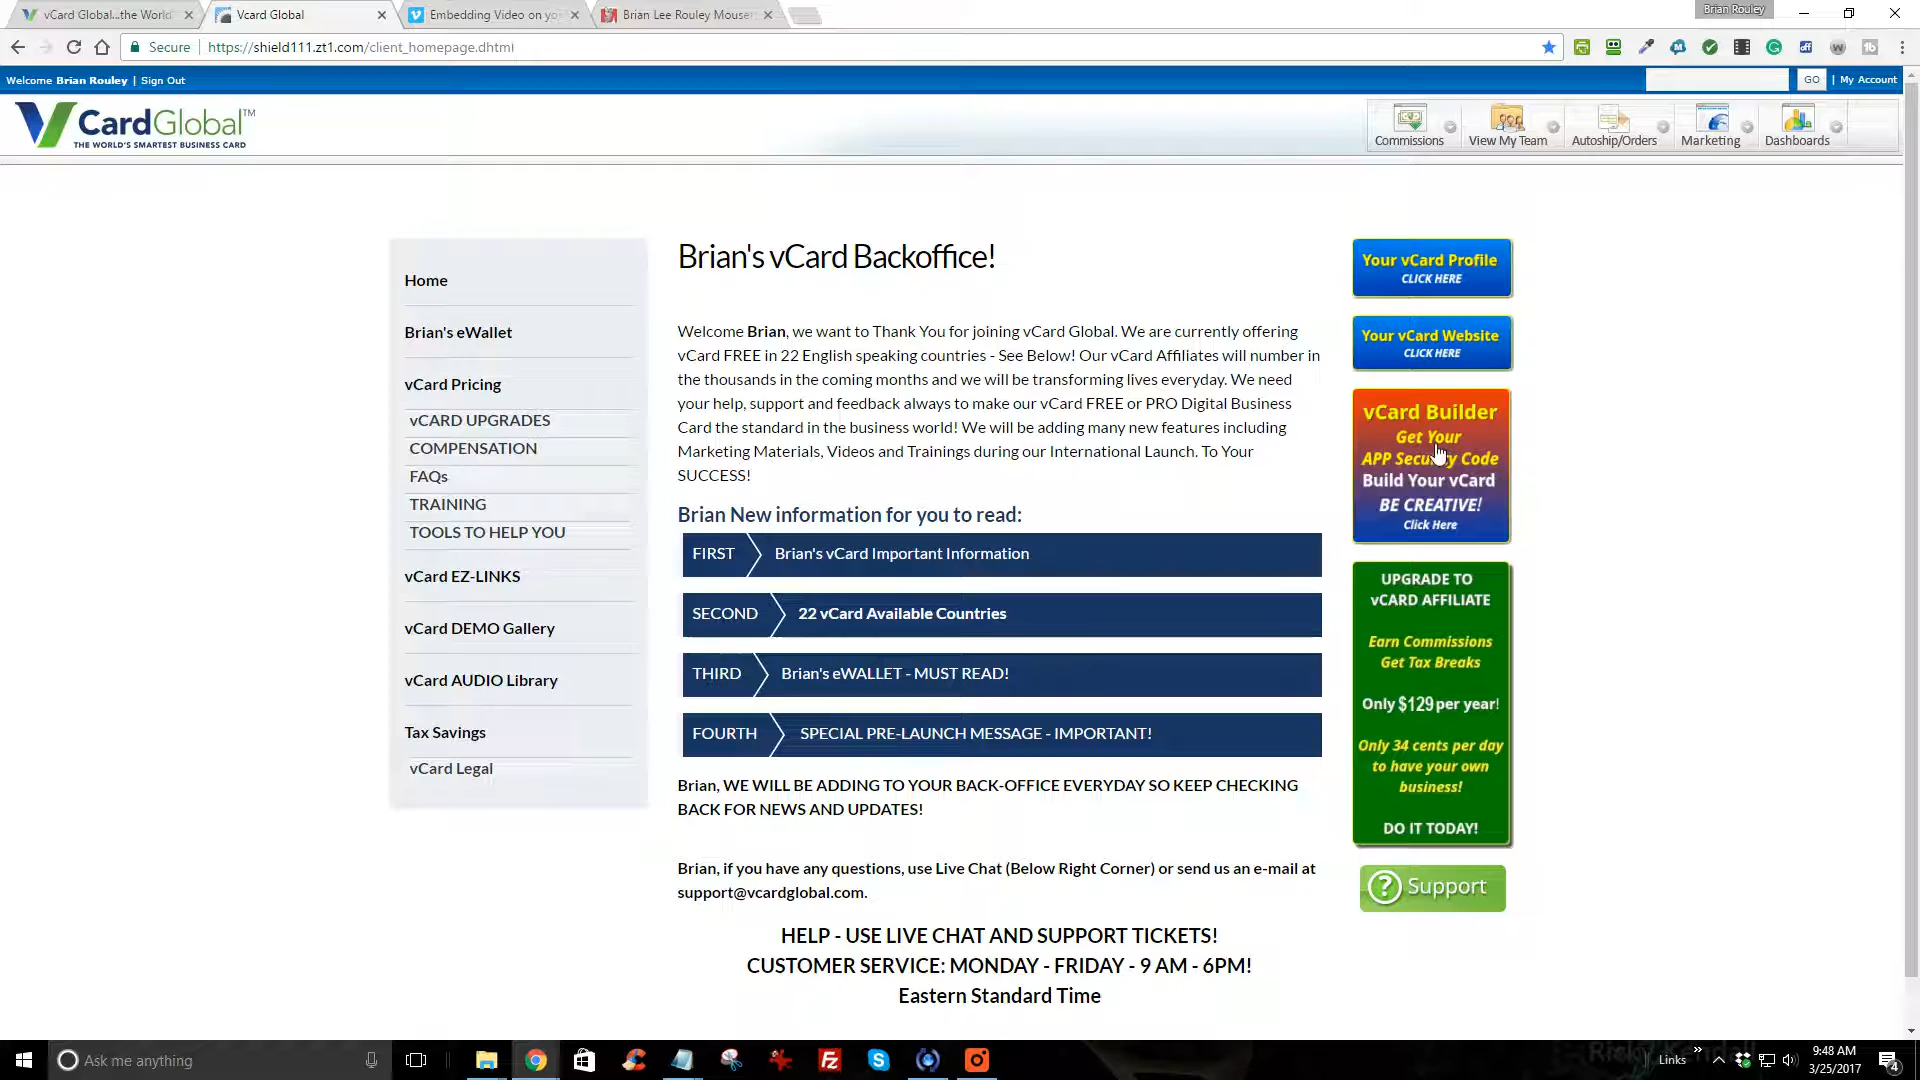 vCard Global...the World
Vcard Global
Embedding Video on yo
Brian Lee Rouley Mouser
Brian Rouley
Secure
https://shield111.zt1.com/client_homepage.dhtml
Welcome Brian Rouley | Sign Out
GO | My Account
VCardGlobal™
THE WORLD'S SMARTEST BUSINESS CARD
Commissions
View My Team
Autoship/Orders
Marketing
Dashboards
Home
Brian's eWallet
vCard Pricing
vCARD UPGRADES
COMPENSATION
FAQs
TRAINING
TOOLS TO HELP YOU
vCard EZ-LINKS
vCard DEMO Gallery
vCard AUDIO Library
Tax Savings
vCard Legal
Brian's vCard Backoffice!
Welcome Brian, we want to Thank You for joining vCard Global. We are currently offering
vCard FREE in 22 English speaking countries - See Below! Our vCard Affiliates will number in
the thousands in the coming months and we will be transforming lives everyday. We need
your help, support and feedback always to make our vCard FREE or PRO Digital Business
Card the standard in the business world! We will be adding many new features including
Marketing Materials, Videos and Trainings during our International Launch. To Your
SUCCESS!
Brian New information for you to read:
FIRST Brian's vCard Important Information
SECOND 22 vCard Available Countries
THIRD Brian's eWALLET - MUST READ!
FOURTH SPECIAL PRE-LAUNCH MESSAGE - IMPORTANT!
Brian, WE WILL BE ADDING TO YOUR BACK-OFFICE EVERYDAY SO KEEP CHECKING
BACK FOR NEWS AND UPDATES!
Brian, if you have any questions, use Live Chat (Below Right Corner) or send us an e-mail at
support@vcardglobal.com.
HELP - USE LIVE CHAT AND SUPPORT TICKETS!
CUSTOMER SERVICE: MONDAY - FRIDAY - 9 AM - 6PM!
Eastern Standard Time
Your vCard Profile
CLICK HERE
Your vCard Website
CLICK HERE
vCard Builder
Get Your
APP Security Code
Build Your vCard
BE CREATIVE!
Click Here
UPGRADE TO
vCARD AFFILIATE
Earn Commissions
Get Tax Breaks
Only $129 per year!
Only 34 cents per day
to have your own
business!
DO IT TODAY!
? Support
Ask me anything
Links
9:48 AM
3/25/2017
4